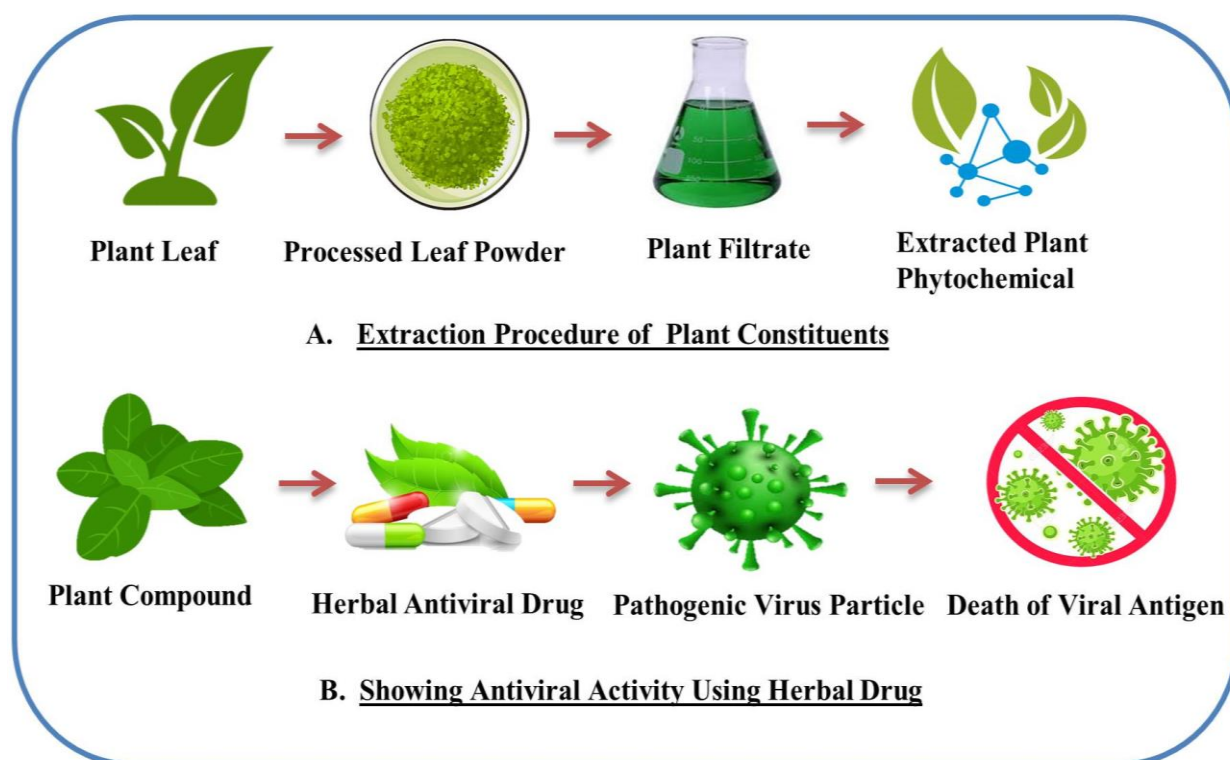 Plant Leaf
Processed Leaf Powder
Plant Filtrate
Extracted Plant
Phytochemical
A. Extraction Procedure of Plant Constituents
Plant Compound
Herbal Antiviral Drug
Pathogenic Virus Particle
Death of Viral Antigen
B. Showing Antiviral Activity Using Herbal Drug